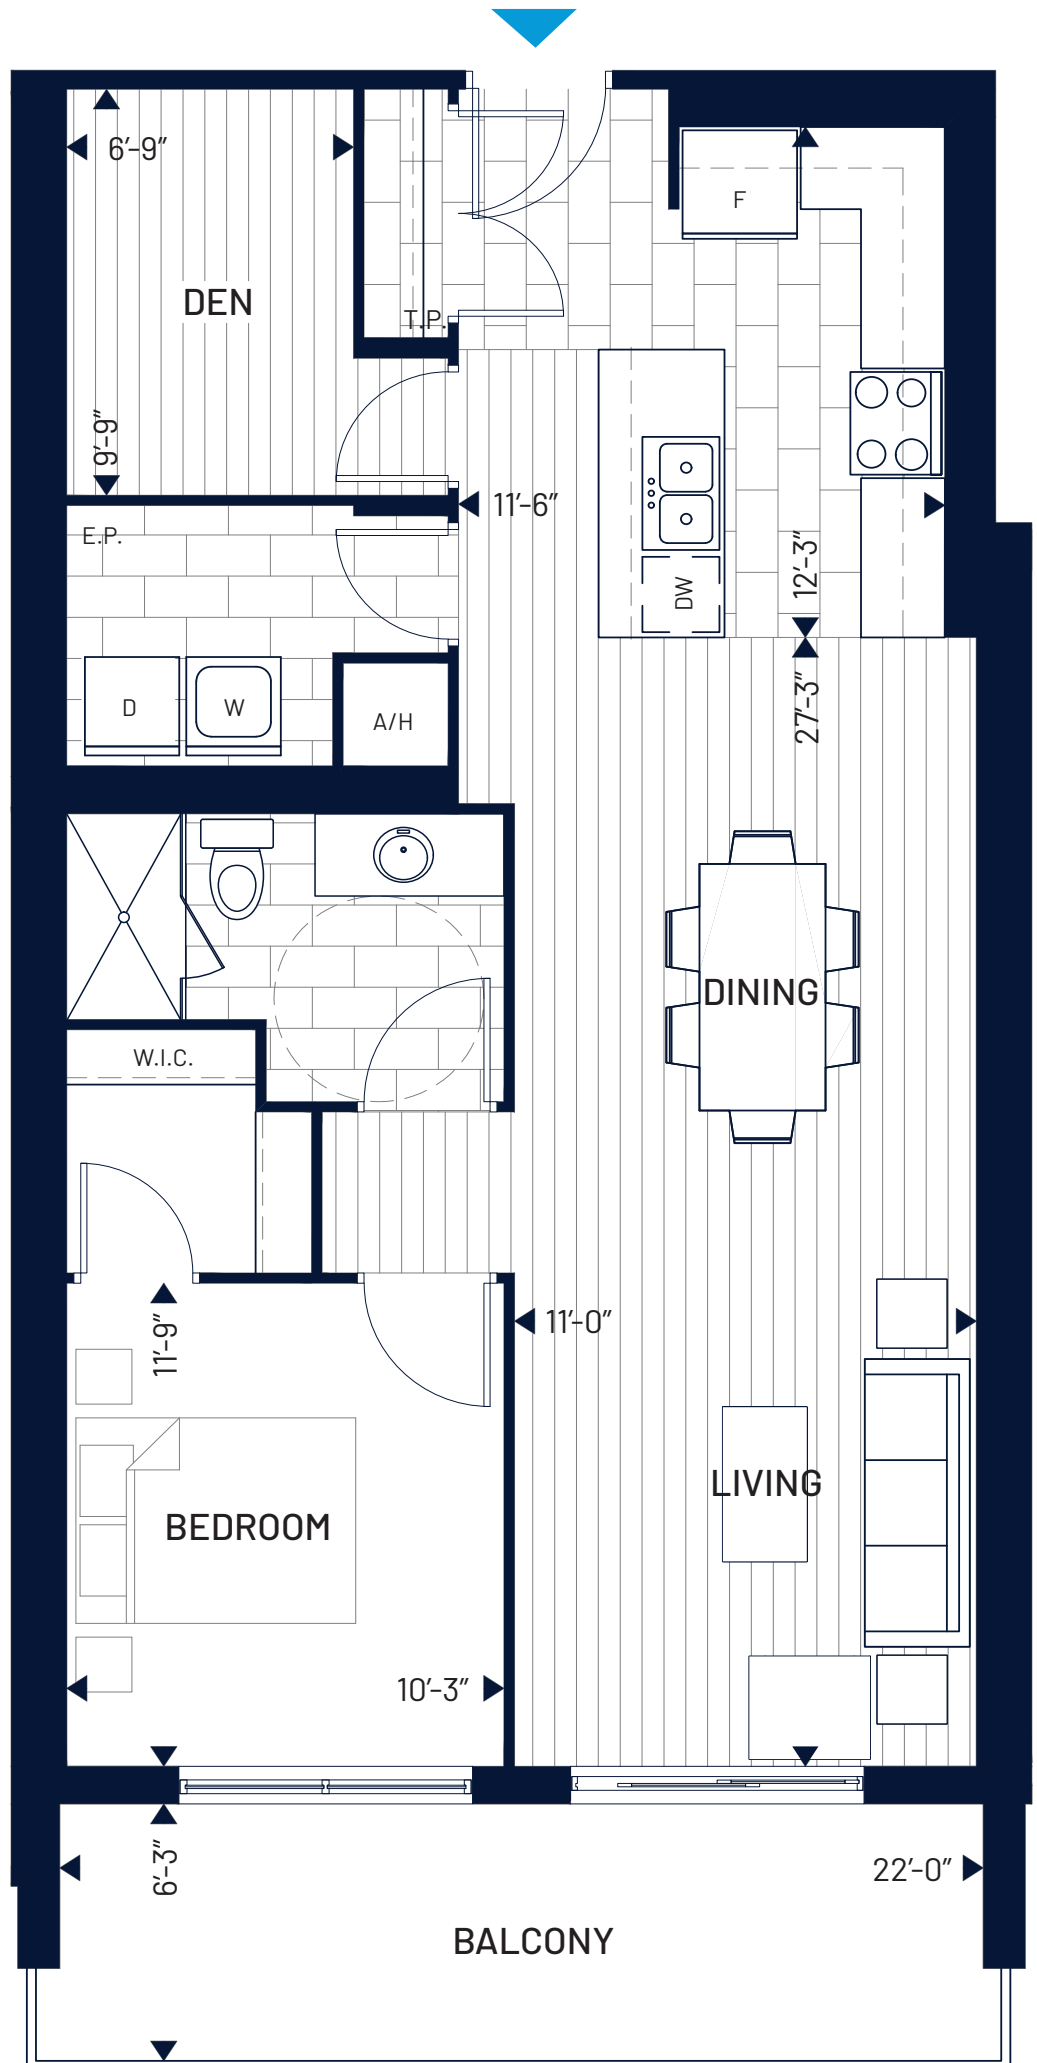 6’-9”
F
DEN
T.P.
9’-9”
11’-6”
E.P.
12’-3”
DW
27’-3”
D
W
A/H
DINING
W.I.C.
11’-0”
11’-9”
LIVING
BEDROOM
10’-3”
6’-3”
22’-0”
BALCONY